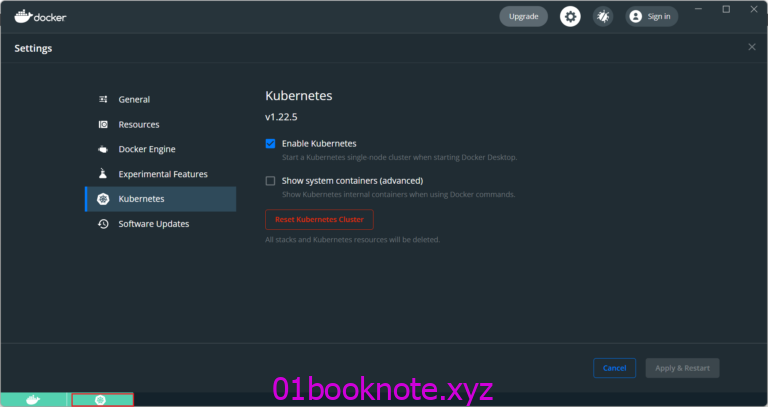 docker
Upgrade
Sign in
Settings
General
Resources
Docker Engine
Experimental Features
Kubernetes
Software Updates
Kubernetes
v1.22.5
Enable Kubernetes
Start a Kubernetes single-node cluster when starting Docker Desktop.
Show system containers (advanced)
Show Kubernetes internal containers when using Docker commands.
Reset Kubernetes Cluster
All stacks and Kubernetes resources will be deleted.
Cancel
Apply & Restart
01booknote.xyz